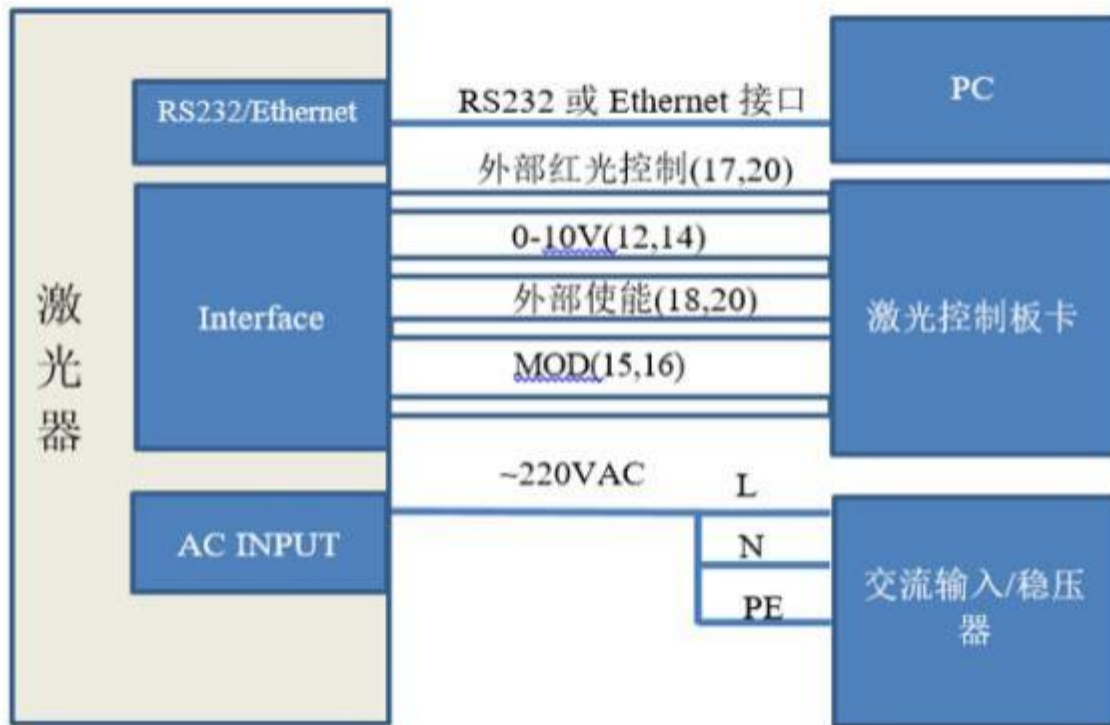 激光器
RS232/Ethernet
Interface
AC INPUT
RS232 或 Ethernet 接口
外部红光控制(17,20)
0-10V(12,14)
外部使能(18,20)
MOD(15,16)
~220VAC
L
N
PE
PC
激光控制板卡
交流输入/稳压
器